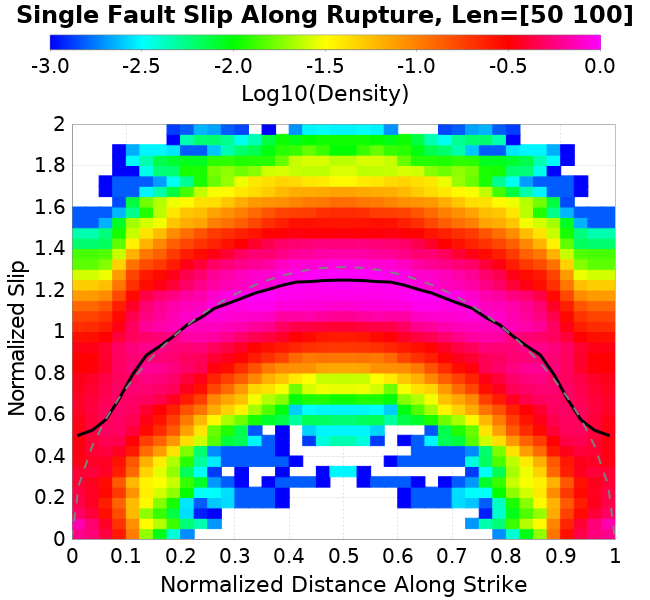 Single Fault Slip Along Rupture, Len=[50 100]
-3.0 -2.5 -2.0 -1.5 -1.0 -0.5 0.0
Log10(Density)
2
1.8
1.6
1.4
1.2
1
0.8
0.6
0.4
0.2
0
Normalized Slip
0 0.1 0.2 0.3 0.4 0.5 0.6 0.7 0.8 0.9 1
Normalized Distance Along Strike